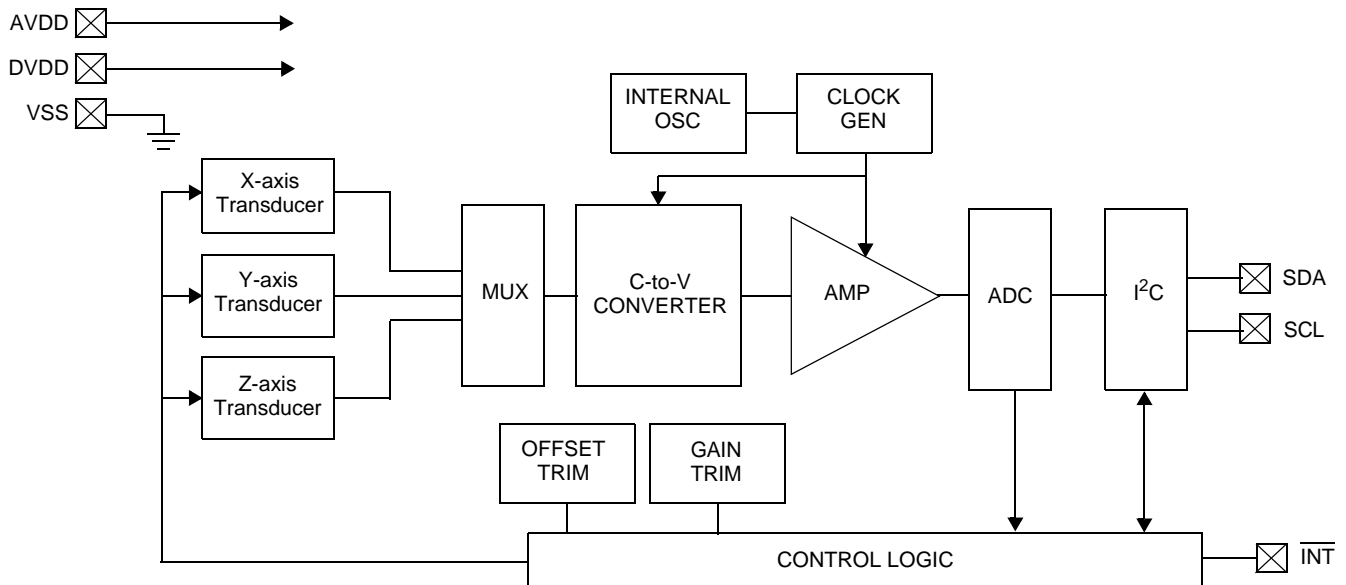 AVDD
DVDD
VSS
INTERNAL
OSC
CLOCK
GEN
X-axis
Transducer
Y-axis
Transducer
Z-axis
Transducer
MUX
C-to-V
CONVERTER
AMP
ADC
I²C
SDA
SCL
OFFSET
TRIM
GAIN
TRIM
CONTROL LOGIC
I̅N̅T̅